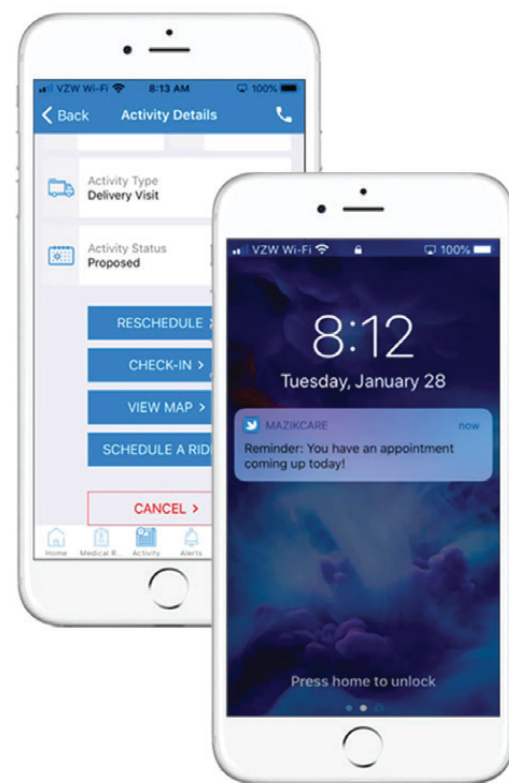 VZW Wi-Fi 8:13 AM 100%
Back Activity Details
Activity Type
Delivery Visit
Activity Status
Proposed
RESCHEDULE >
CHECK-IN >
VIEW MAP >
SCHEDULE A RIDE
CANCEL >
Home Medical R... Activity Alerts
VZW Wi-Fi 100%
8:12
Tuesday, January 28
MAZIKCARE now
Reminder: You have an appointment
coming up today!
Press home to unlock